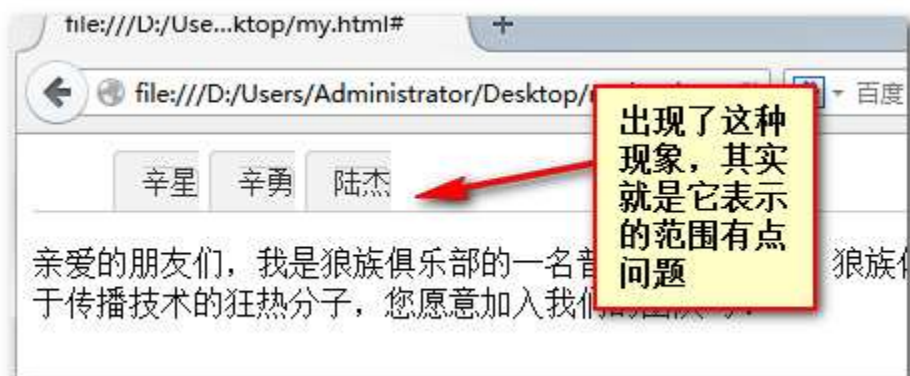 file:///D:/Use...ktop/my.html#
+
file:///D:/Users/Administrator/Desktop/
百度
出现了这种
现象，其实
就是它表示
的范围有点
问题
辛星 辛勇 陆杰
亲爱的朋友们，我是狼族俱乐部的一名普 狼族
于传播技术的狂热分子，您愿意加入我们